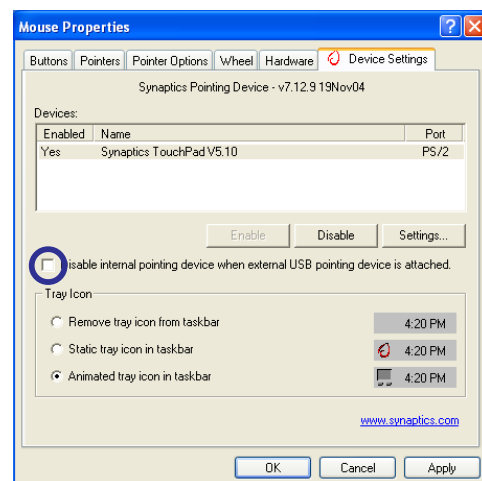 Mouse Properties
Buttons Pointers Pointer Options Wheel Hardware Device Settings
Synaptics Pointing Device - v7.12.9 19Nov04
Devices:
Enabled Name Port
Yes Synaptics TouchPad V5.10 PS/2
Enable Disable Settings...
Disable internal pointing device when external USB pointing device is attached.
Tray Icon
Remove tray icon from taskbar 4:20 PM
Static tray icon in taskbar 4:20 PM
Animated tray icon in taskbar 4:20 PM
www.synaptics.com
OK Cancel Apply